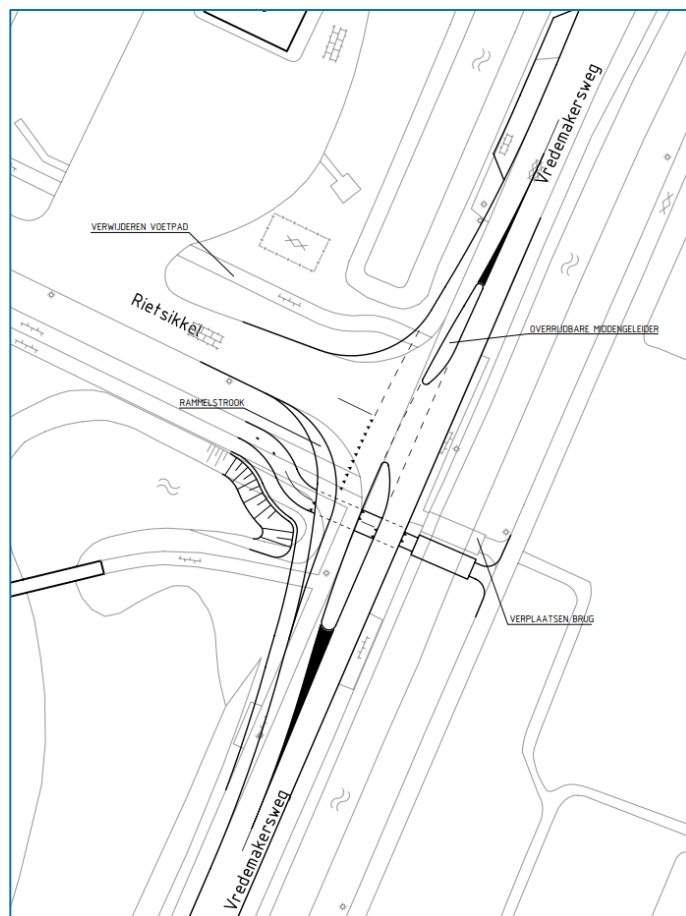 Vredemakersweg
VERWIJDEREN VOETPAD
Rietsikkel
OVERRIJDBARE MIDDENGELEIDER
RAMMELSTROOK
VERPLAATSEN BRUG
Vredemakersweg